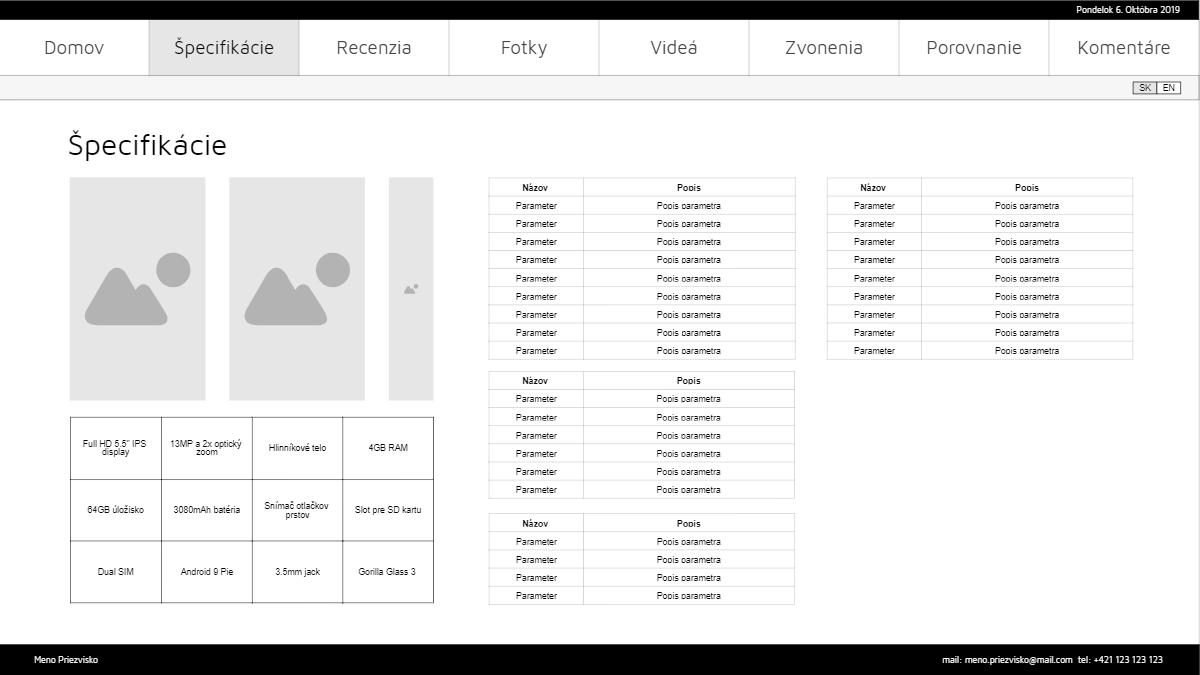 Pondelok 6. Októbra 2019
Domov Špecifikácie Recenzia Fotky Videá Zvonenia Porovnanie Komentáre
SK EN
Špecifikácie
Full HD 5.5" IPS
display
13MP a 2x optický
zoom
Hlinníkové telo
4GB RAM
64GB úložisko
3080mAh batéria
Snímač otlačkov
prstov
Slot pre SD kartu
Dual SIM
Android 9 Pie
3.5mm jack
Gorilla Glass 3
Názov Popis
Parameter Popis parametra
Parameter Popis parametra
Parameter Popis parametra
Parameter Popis parametra
Parameter Popis parametra
Parameter Popis parametra
Parameter Popis parametra
Parameter Popis parametra
Parameter Popis parametra
Názov Popis
Parameter Popis parametra
Parameter Popis parametra
Parameter Popis parametra
Parameter Popis parametra
Parameter Popis parametra
Parameter Popis parametra
Názov Popis
Parameter Popis parametra
Parameter Popis parametra
Parameter Popis parametra
Parameter Popis parametra
Názov Popis
Parameter Popis parametra
Parameter Popis parametra
Parameter Popis parametra
Parameter Popis parametra
Parameter Popis parametra
Parameter Popis parametra
Parameter Popis parametra
Parameter Popis parametra
Parameter Popis parametra
Meno Priezvisko
mail: meno.priezvisko@mail.com tel: +421 123 123 123